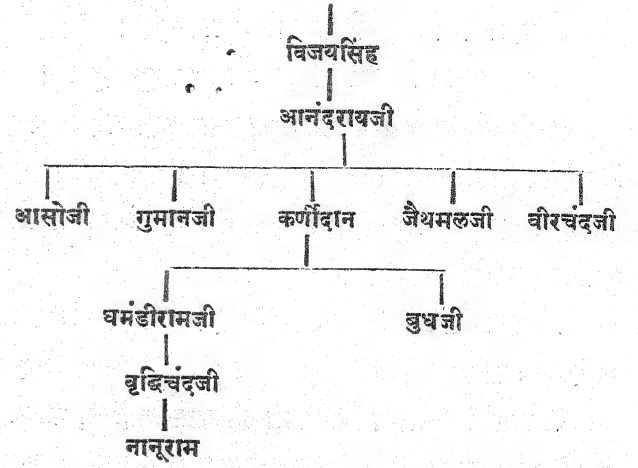 विजयसिंह
आनंदरायजी
आसोजी गुमानजी कर्णीदान जैथमलजी वीरचंदजी
घमंडीरामजी बुधजी
वृद्धिचंदजी
नानूराम